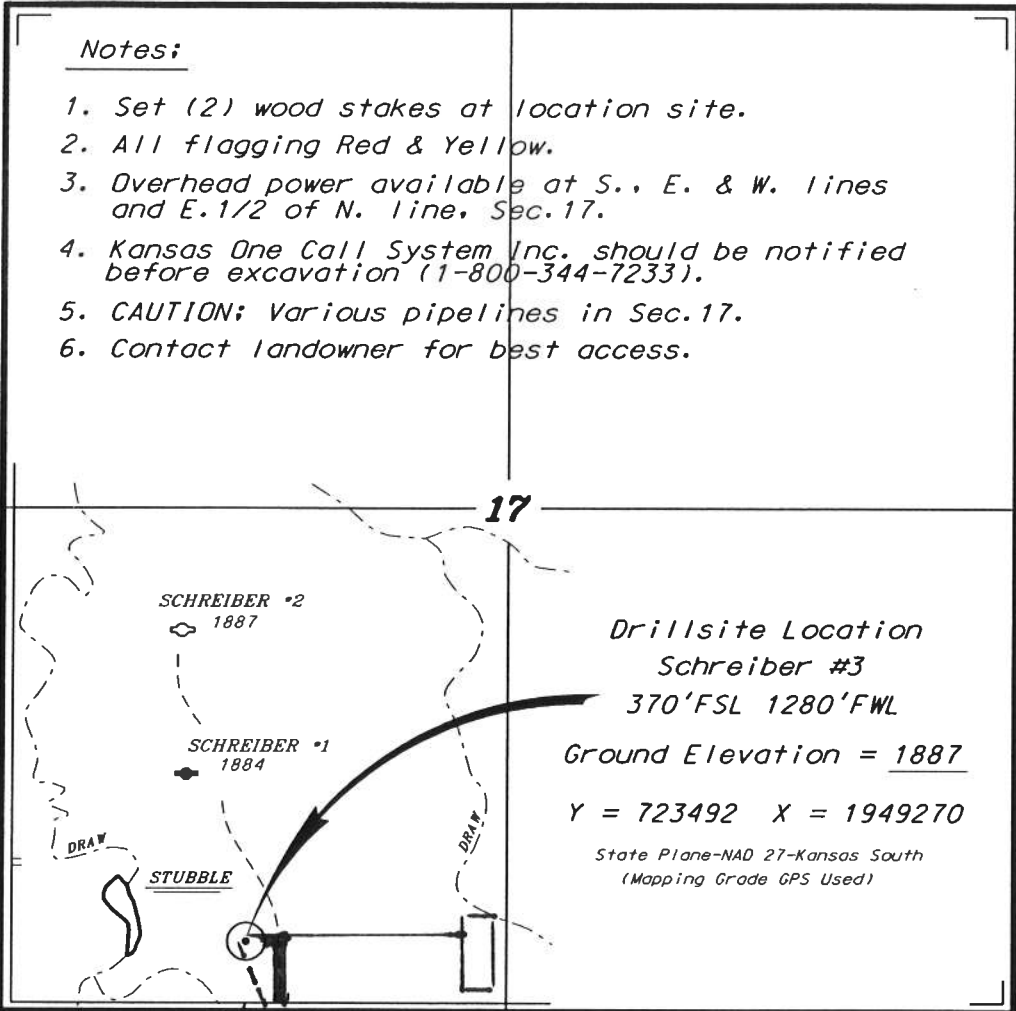 Notes:
1. Set (2) wood stakes at location site.
2. All flagging Red & Yellow.
3. Overhead power available at S., E. & W. lines
and E.1/2 of N. line, Sec.17.
4. Kansas One Call System Inc. should be notified
before excavation (1-800-344-7233).
5. CAUTION: Various pipelines in Sec.17.
6. Contact landowner for best access.
17
SCHREIBER #2
1887
Drillsite Location
Schreiber #3
370'FSL 1280'FWL
SCHREIBER #1
1884
Ground Elevation = 1887
Y = 723492 X = 1949270
State Plane-NAD 27-Kansas South
(Mapping Grade GPS Used)
DRAW
DRAW
STUBBLE